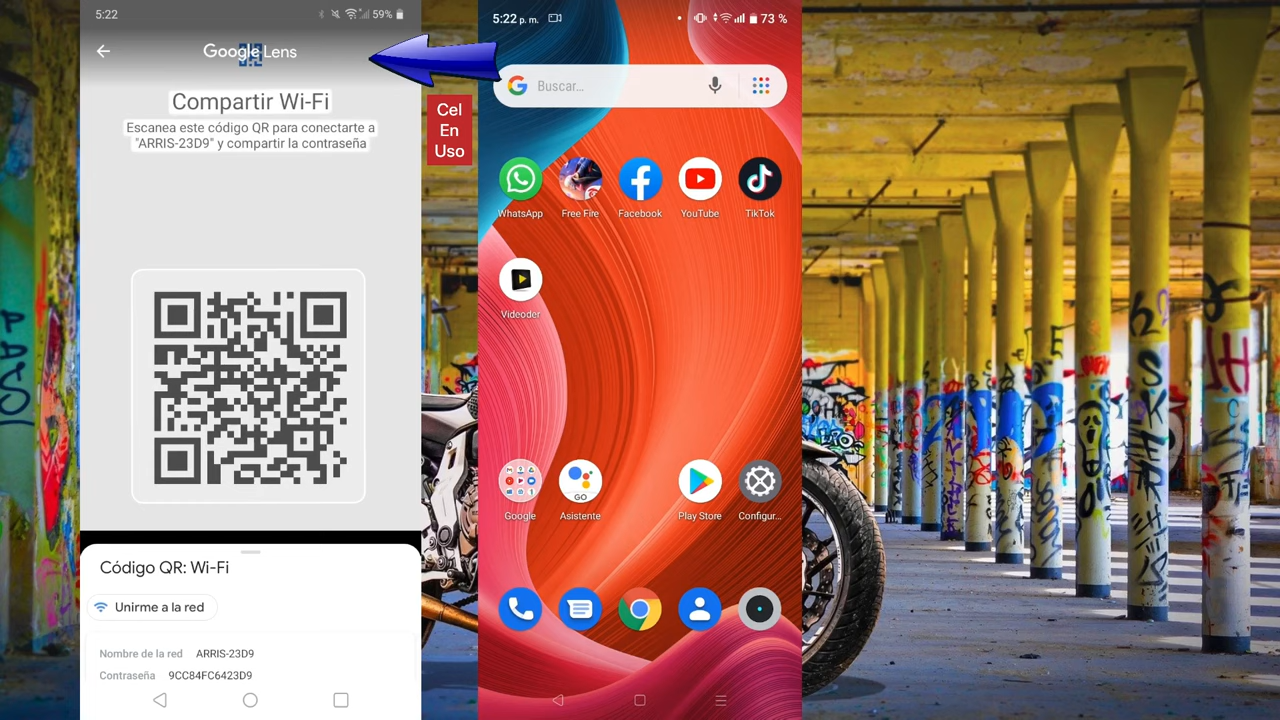 5:22
59%
Google Lens
Compartir Wi-Fi
Escanea este código QR para conectarte a
"ARRIS-23D9" y compartir la contraseña
Código QR: Wi-Fi
Unirme a la red
Nombre de la red ARRIS-23D9
Contraseña 9CC84FC6423D9
Cel
En
Uso
5:22 p. m.
73 %
Buscar...
WhatsApp
Free Fire
Facebook
YouTube
TikTok
Videoder
Google
GO
Asistente
Play Store
Configur...